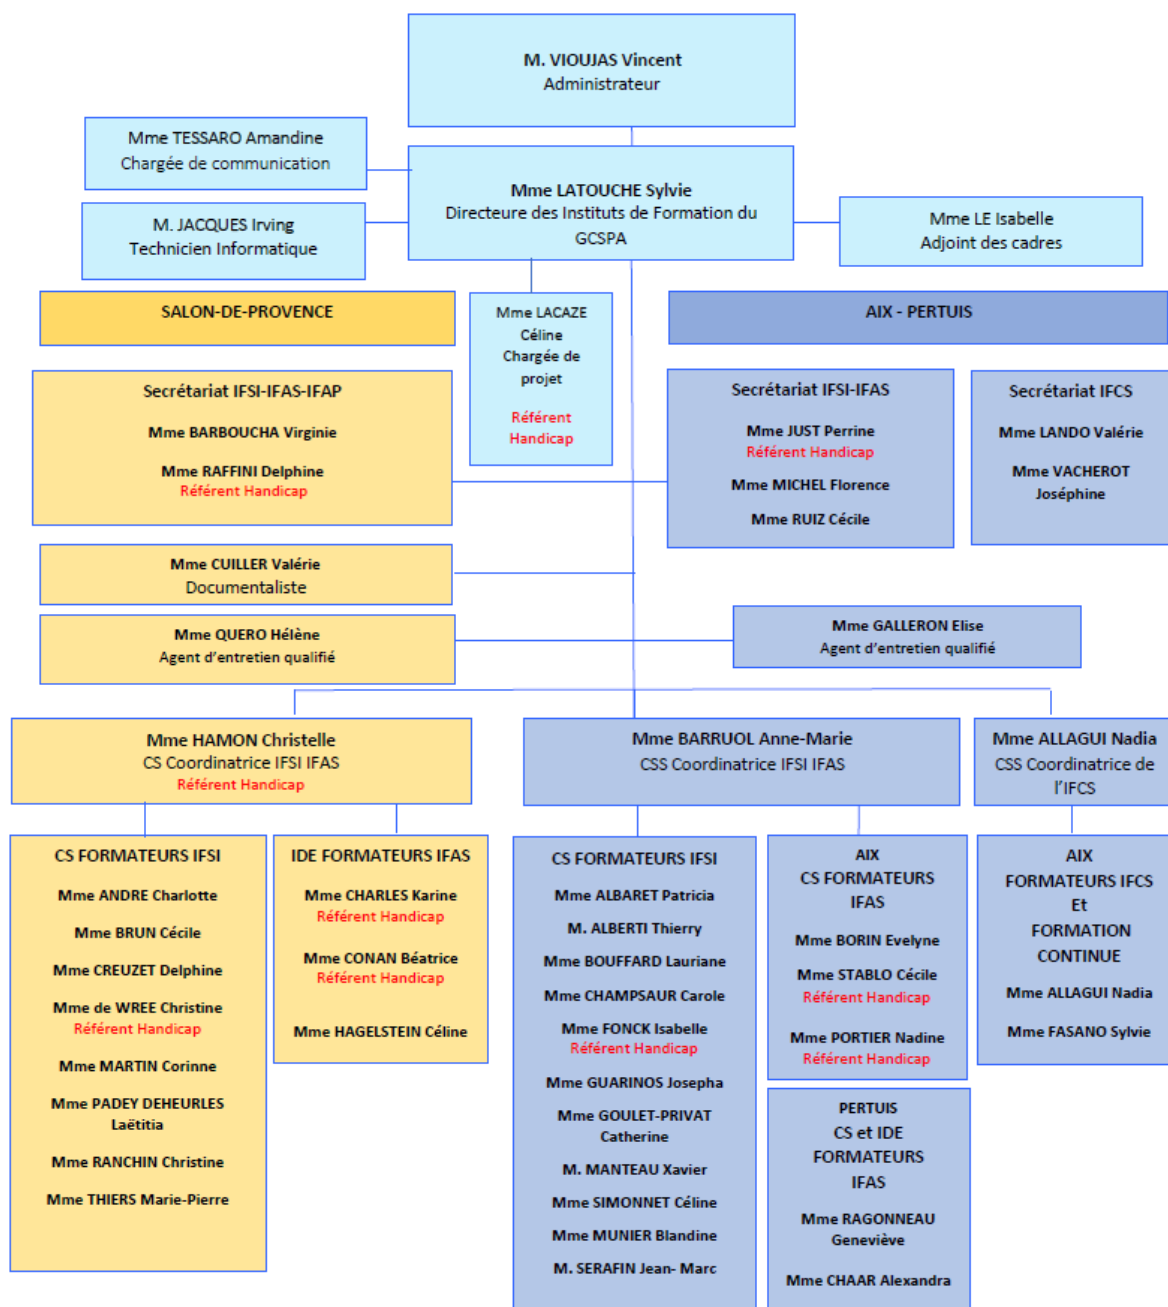 M. VIOUJAS Vincent
Administrateur
Mme TESSARO Amandine
Chargée de communication
Mme LATOUCHE Sylvie
Directeure des Instituts de Formation du
GCSPA
M. JACQUES Irving
Technicien Informatique
Mme LE Isabelle
Adjoint des cadres
SALON-DE-PROVENCE
Mme LACAZE
Céline
Chargée de
projet
Référent
Handicap
AIX - PERTUIS
Secrétariat IFSI-IFAS-IFAP
Mme BARBOUCHA Virginie
Mme RAFFINI Delphine
Référent Handicap
Secrétariat IFSI-IFAS
Mme JUST Perrine
Référent Handicap
Mme MICHEL Florence
Mme RUIZ Cécile
Secrétariat IFCS
Mme LANDO Valérie
Mme VACHEROT
Joséphine
Mme CUILLER Valérie
Documentaliste
Mme QUERO Hélène
Agent d'entretien qualifié
Mme GALLERON Elise
Agent d'entretien qualifié
Mme HAMON Christelle
CS Coordinatrice IFSI IFAS
Référent Handicap
Mme BARRUOL Anne-Marie
CSS Coordinatrice IFSI IFAS
Mme ALLAGUI Nadia
CSS Coordinatrice de
l'IFCS
CS FORMATEURS IFSI
Mme ANDRE Charlotte
Mme BRUN Cécile
Mme CREUZET Delphine
Mme de WREE Christine
Référent Handicap
Mme MARTIN Corinne
Mme PADEY DEHEURLES
Laëtitia
Mme RANCHIN Christine
Mme THIERS Marie-Pierre
IDE FORMATEURS IFAS
Mme CHARLES Karine
Référent Handicap
Mme CONAN Béatrice
Référent Handicap
Mme HAGELSTEIN Céline
CS FORMATEURS IFSI
Mme ALBARET Patricia
M. ALBERTI Thierry
Mme BOUFFARD Lauriane
Mme CHAMPSAUR Carole
Mme FONCK Isabelle
Référent Handicap
Mme GUARINOS Josepha
Mme GOULET-PRIVAT
Catherine
M. MANTEAU Xavier
Mme SIMONNET Céline
Mme MUNIER Blandine
M. SERAFIN Jean- Marc
AIX
CS FORMATEURS
IFAS
Mme BORIN Evelyne
Mme STABLO Cécile
Référent Handicap
Mme PORTIER Nadine
Référent Handicap
PERTUIS
CS et IDE
FORMATEURS
IFAS
Mme RAGONNEAU
Geneviève
Mme CHAAR Alexandra
AIX
FORMATEURS IFCS
Et
FORMATION
CONTINUE
Mme ALLAGUI Nadia
Mme FASANO Sylvie